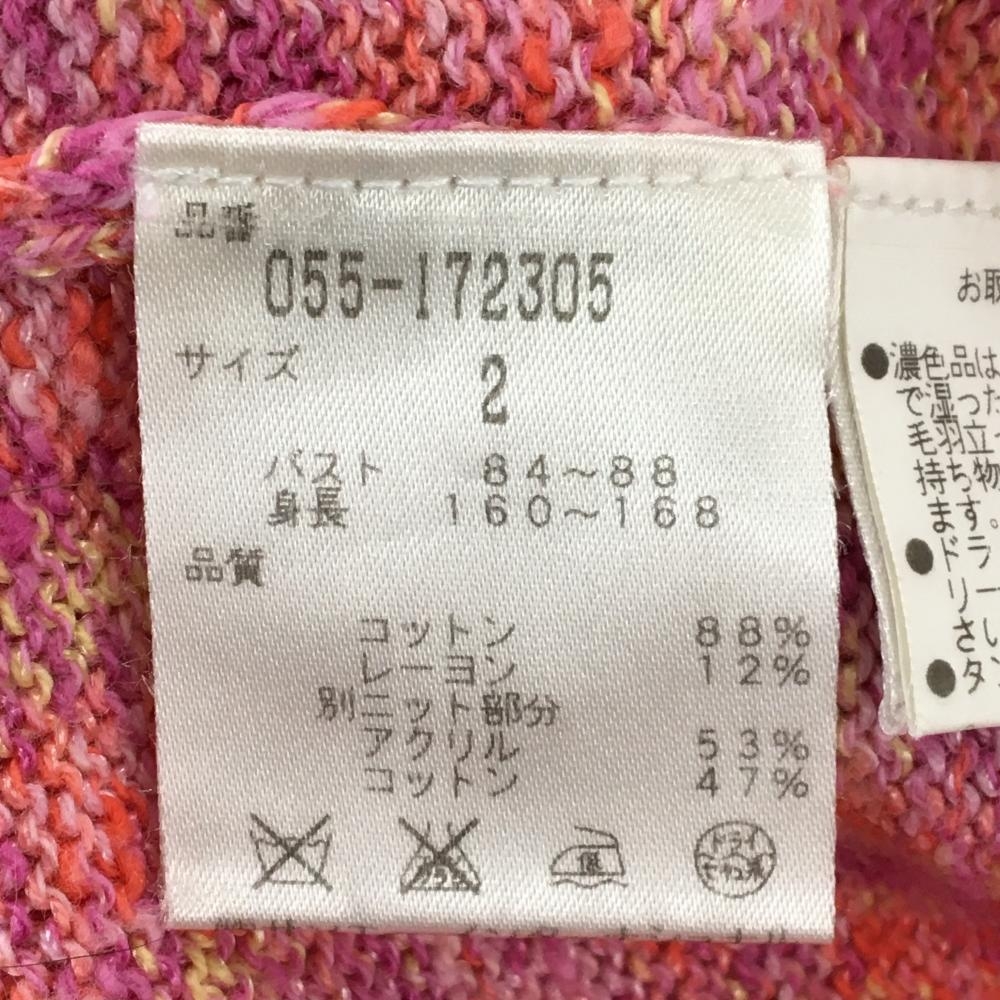 品番
055-172305
サイズ
2
バスト 84～88
身長 160～168
品質
コットン 88%
レーヨン 12%
別ニット部分
アクリル 53%
コットン 47%
低
ドライ
お取
●濃色品は
で湿った
毛羽立っ
持ち物
ます。
●ドラ
リー
さい
●タン